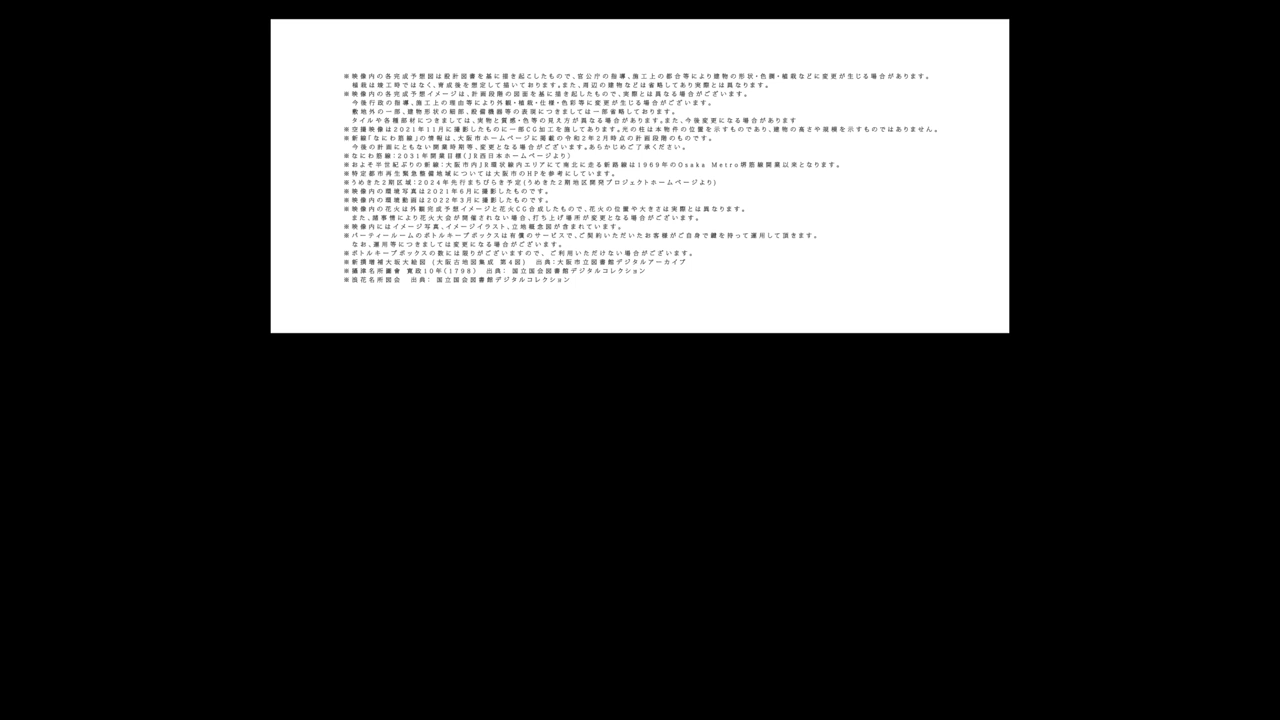 ※映像内の各完成予想図は設計図書を基に描き起こしたもので、官公庁の指導、施工上の都合等により建物の形状・色調・植栽などに変更が生じる場合があります。
植栽は竣工時ではなく、育成後を想定して描いております。また、周辺の建物などは省略してあり実際とは異なります。
※映像内の各完成予想イメージは、計画段階の図面を基に描き起したもので、実際とは異なる場合がございます。
今後行政の指導、施工上の理由等により外観・植栽・仕様・色彩等に変更が生じる場合がございます。
敷地外の一部、建物形状の細部、設備機器等の表現につきましては一部省略しております。
タイルや各種部材につきましては、実物と質感・色等の見え方が異なる場合があります。また、今後変更になる場合があります
※空撮映像は2021年11月に撮影したものに一部CG加工を施してあります。光の柱は本物件の位置を示すものであり、建物の高さや規模を示すものではありません。
※新線「なにわ筋線」の情報は、大阪市ホームページに掲載の令和2年2月時点の計画段階のものです。
今後の計画にともない開業時期等、変更となる場合がございます。あらかじめご了承ください。
※なにわ筋線:2031年開業目標(JR西日本ホームページより)
※およそ半世紀ぶりの新線:大阪市内JR環状線内エリアにて南北に走る新路線は1969年のOsaka Metro堺筋線開業以来となります。
※特定都市再生緊急整備地域については大阪市のHPを参考にしています。
※うめきた2期区域:2024年先行まちびらき予定(うめきた2期地区開発プロジェクトホームページより)
※映像内の環境写真は2021年6月に撮影したものです。
※映像内の環境動画は2022年3月に撮影したものです。
※映像内の花火は外観完成予想イメージと花火CG合成したもので、花火の位置や大きさは実際とは異なります。
また、諸事情により花火大会が開催されない場合、打ち上げ場所が変更となる場合がございます。
※映像内にはイメージ写真、イメージイラスト、立地概念図が含まれています。
※パーティールームのボトルキープボックスは有償のサービスで、ご契約いただいたお客様がご自身で鍵を持って運用して頂きます。
なお、運用等につきましては変更になる場合がございます。
※ボトルキープボックスの数には限りがございますので、ご利用いただけない場合がございます。
※新撰増補大坂大絵図 (大阪古地図集成 第4図) 出典:大阪市立図書館デジタルアーカイブ
※攝津名所圖會 寛政10年(1798) 出典: 国立国会図書館デジタルコレクション
※浪花名所図会 出典: 国立国会図書館デジタルコレクション